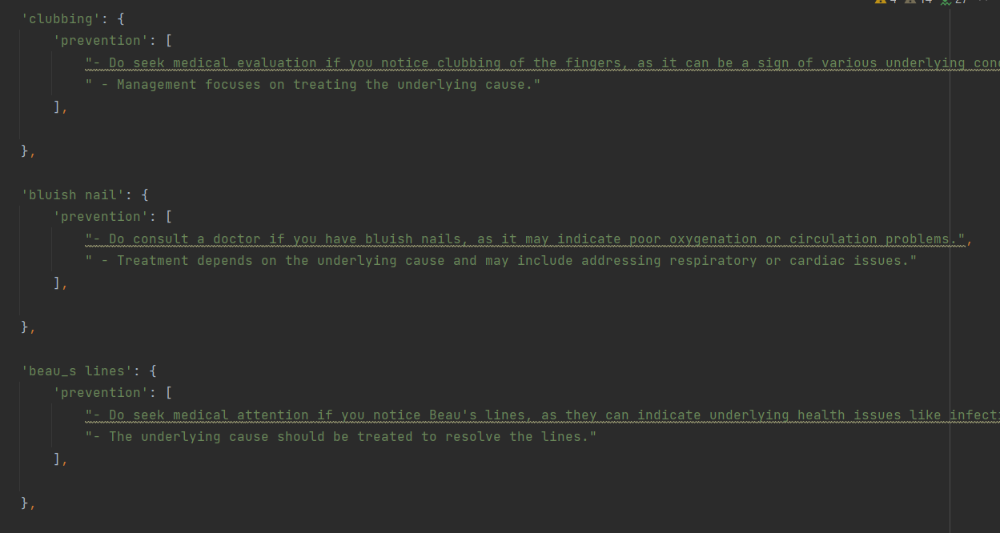 'clubbing': {
'prevention': [
"- Do seek medical evaluation if you notice clubbing of the fingers, as it can be a sign of various underlying
" - Management focuses on treating the underlying cause."
],
},
'bluish nail': {
'prevention': [
"- Do consult a doctor if you have bluish nails, as it may indicate poor oxygenation or circulation problems.",
" - Treatment depends on the underlying cause and may include addressing respiratory or cardiac issues."
],
},
'beau_s lines': {
'prevention': [
"- Do seek medical attention if you notice Beau's lines, as they can indicate underlying health issues like
"- The underlying cause should be treated to resolve the lines."
],
},